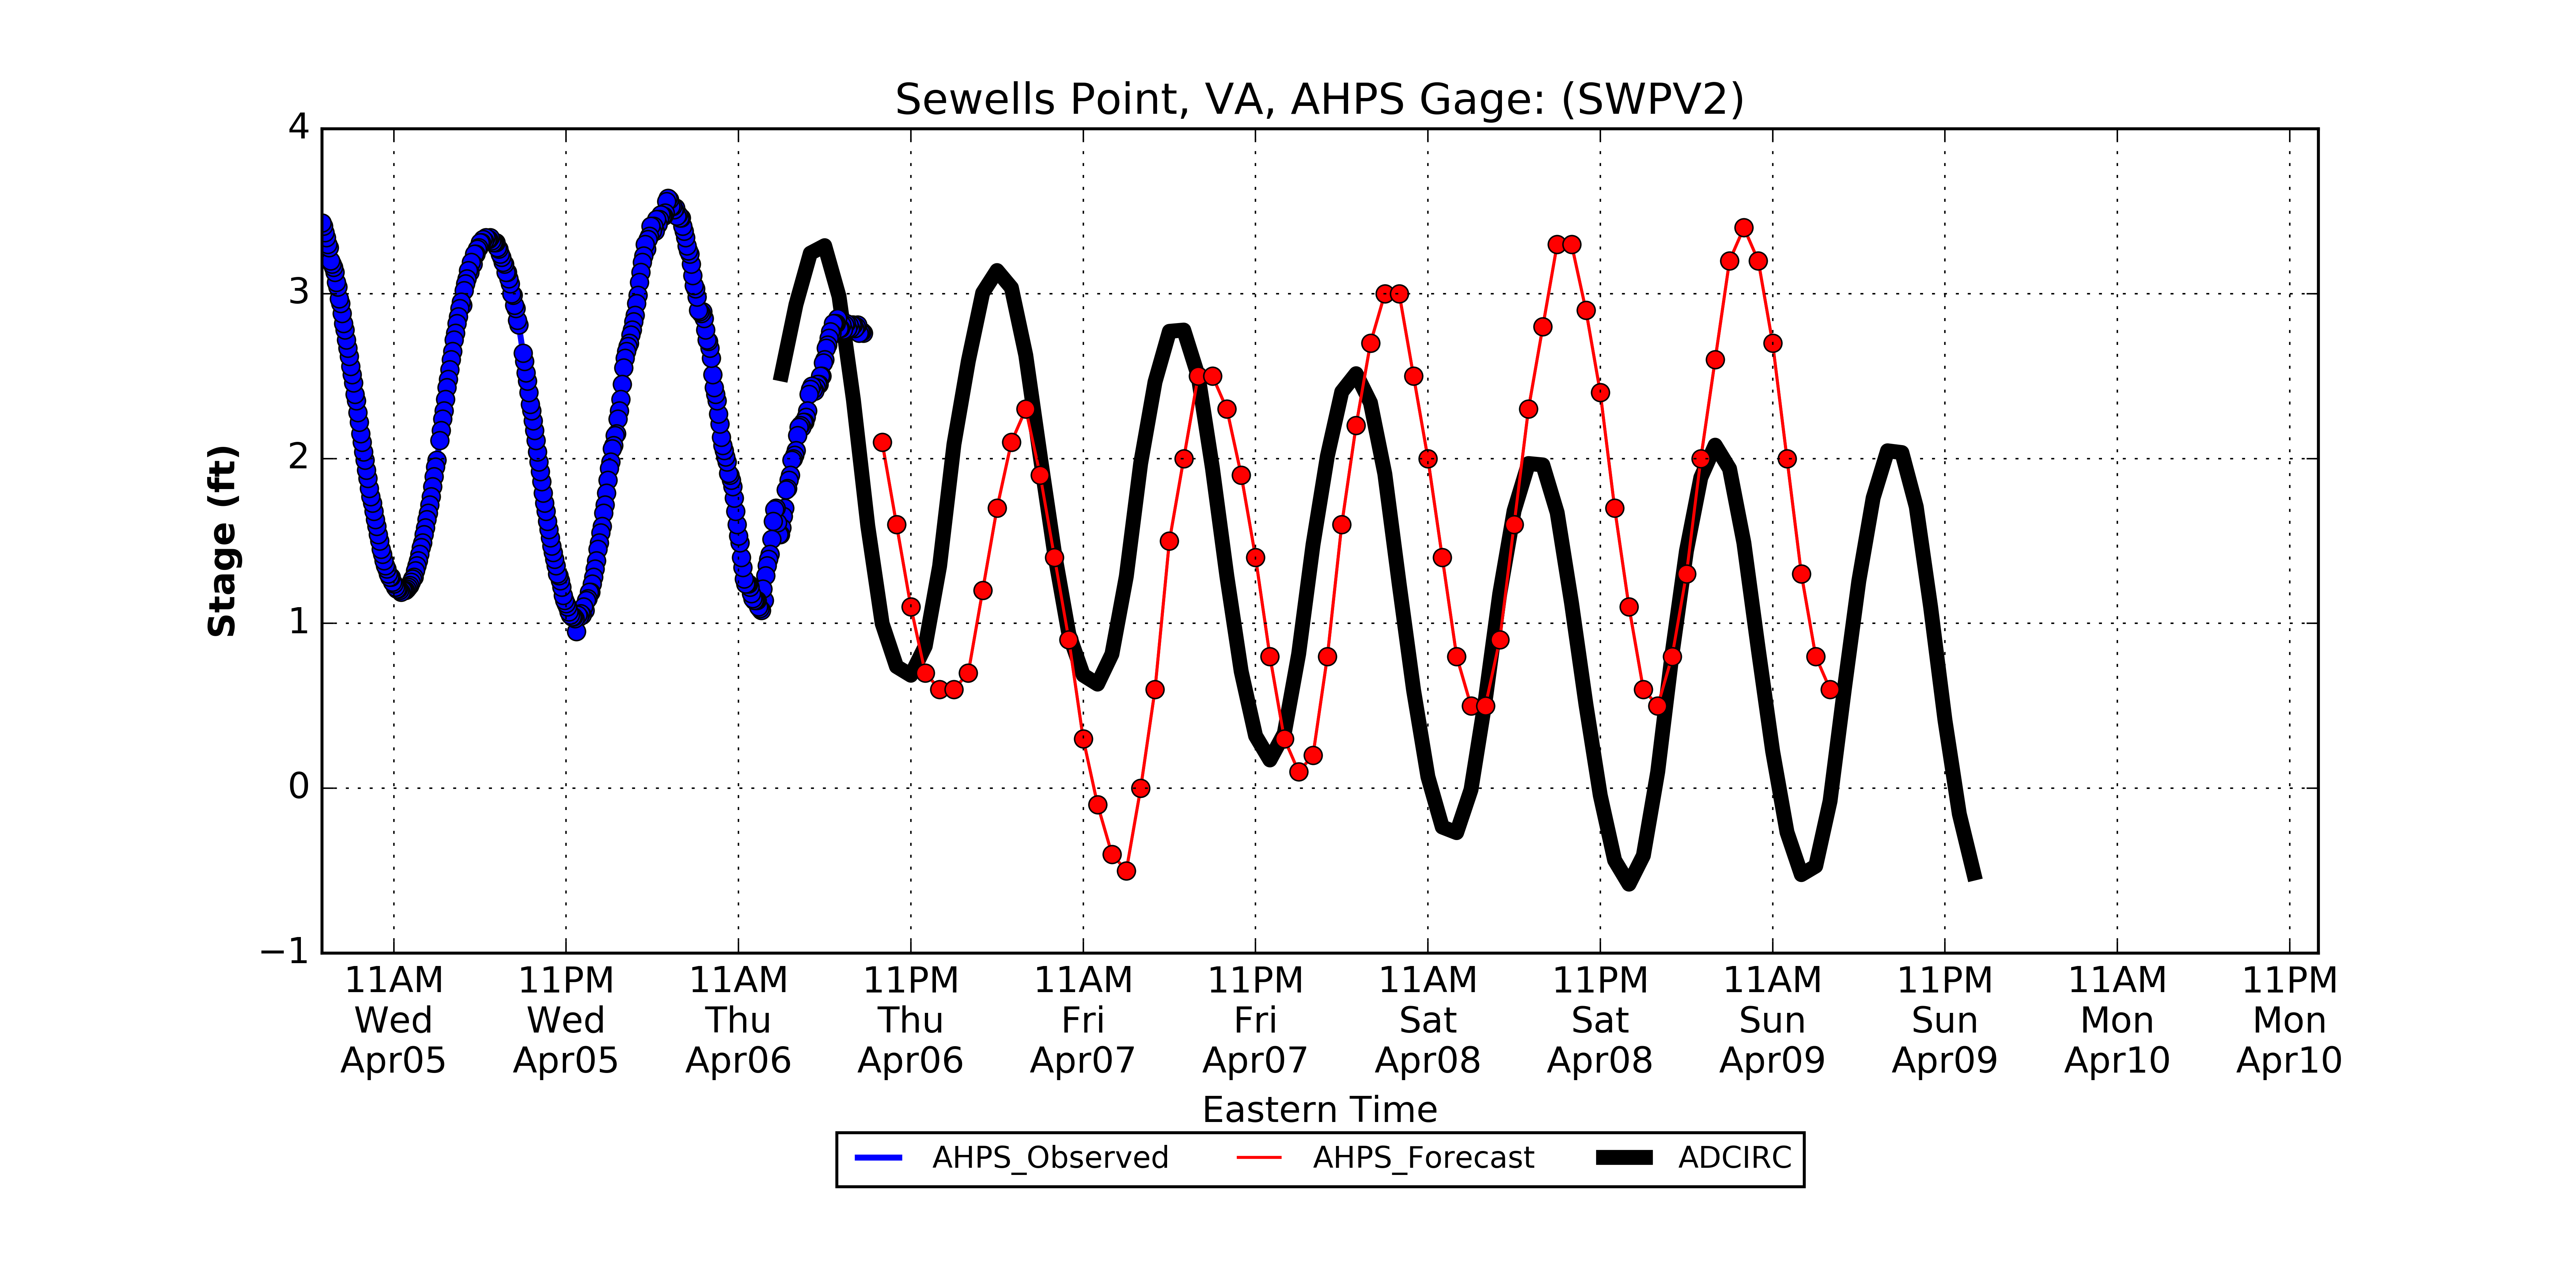 Sewells Point, VA, AHPS Gage: (SWPV2)
4
3
2
1
0
−1
Stage (ft)
11AM 11PM 11AM 11PM 11AM 11PM 11AM 11PM 11AM 11PM 11AM 11PM
Wed Wed Thu Thu Fri Fri Sat Sat Sun Sun Mon Mon
Apr05 Apr05 Apr06 Apr06 Apr07 Apr07 Apr08 Apr08 Apr09 Apr09 Apr10 Apr10
Eastern Time
AHPS_Observed AHPS_Forecast ADCIRC